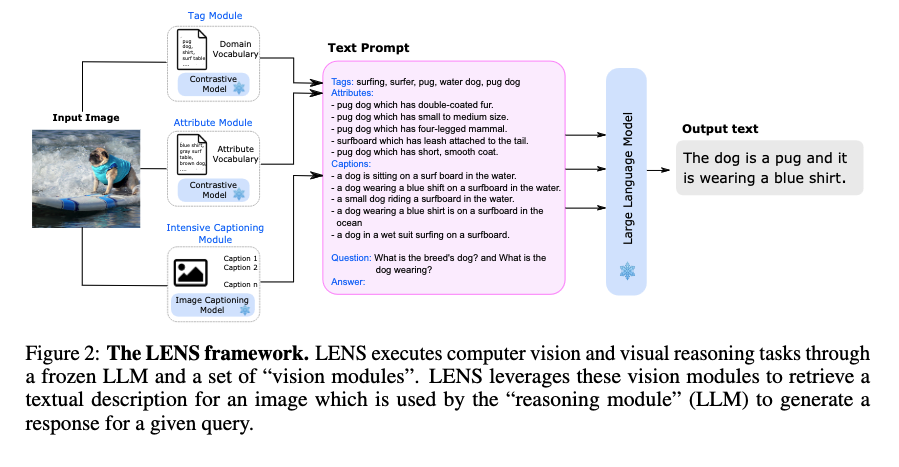 Tag Module
pug
dog,
shirt,
surf table
....
Domain
Vocabulary
Contrastive
Model
Input Image
Attribute Module
blue shirt,
gray surf
table,
brown dog,
....
Attribute
Vocabulary
Contrastive
Model
Intensive Captioning
Module
Caption 1
Caption 2
Caption n
Image Captioning
Model
Text Prompt
Tags: surfing, surfer, pug, water dog, pug dog
Attributes:
- pug dog which has double-coated fur.
- pug dog which has small to medium size.
- pug dog which has four-legged mammal.
- surfboard which has leash attached to the tail.
- pug dog which has short, smooth coat.
Captions:
- a dog is sitting on a surf board in the water.
- a dog wearing a blue shift on a surfboard in the water.
- a small dog riding a surfboard in the water.
- a dog wearing a blue shirt is on a surfboard in the
ocean
- a dog in a wet suit surfing on a surfboard.
Question: What is the breed's dog? and What is the
dog wearing?
Answer:
Large Language Model
Output text
The dog is a pug and it
is wearing a blue shirt.
Figure 2: The LENS framework. LENS executes computer vision and visual reasoning tasks through
a frozen LLM and a set of “vision modules”. LENS leverages these vision modules to retrieve a
textual description for an image which is used by the “reasoning module” (LLM) to generate a
response for a given query.